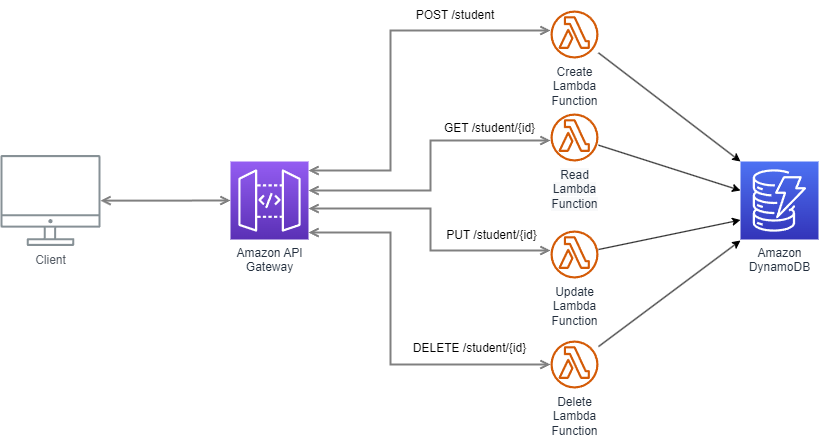 POST /student
Create
Lambda
Function
GET /student/{id}
Read
Lambda
Function
Client
Amazon API
Gateway
PUT /student/{id}
Update
Lambda
Function
Amazon
DynamoDB
DELETE /student/{id}
Delete
Lambda
Function